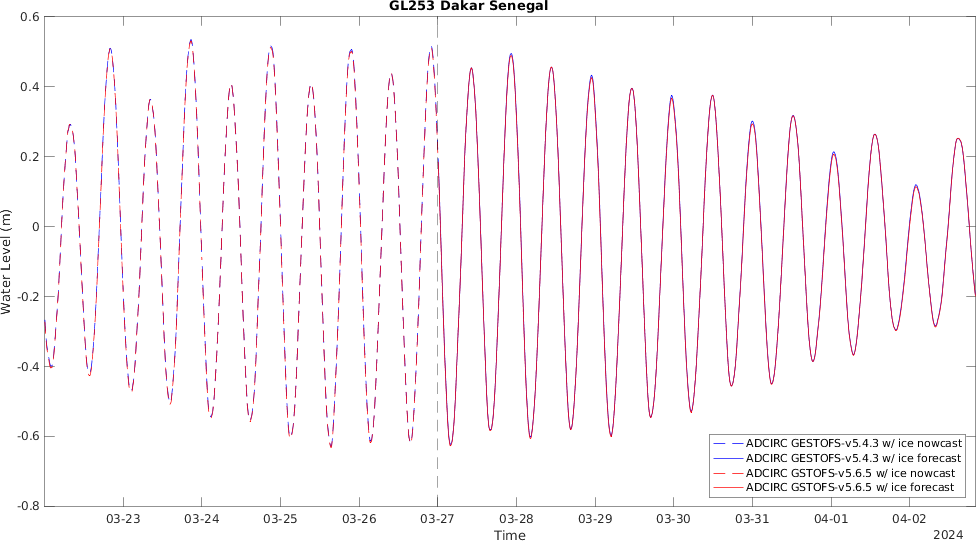 GL253 Dakar Senegal
0.6
0.4
0.2
0
-0.2
-0.4
-0.6
-0.8
Water Level (m)
ADCIRC GESTOFS-v5.4.3 w/ ice nowcast
ADCIRC GESTOFS-v5.4.3 w/ ice forecast
ADCIRC GSTOFS-v5.6.5 w/ ice nowcast
ADCIRC GSTOFS-v5.6.5 w/ ice forecast
03-23 03-24 03-25 03-26 03-27 03-28 03-29 03-30 03-31 04-01 04-02
Time
2024